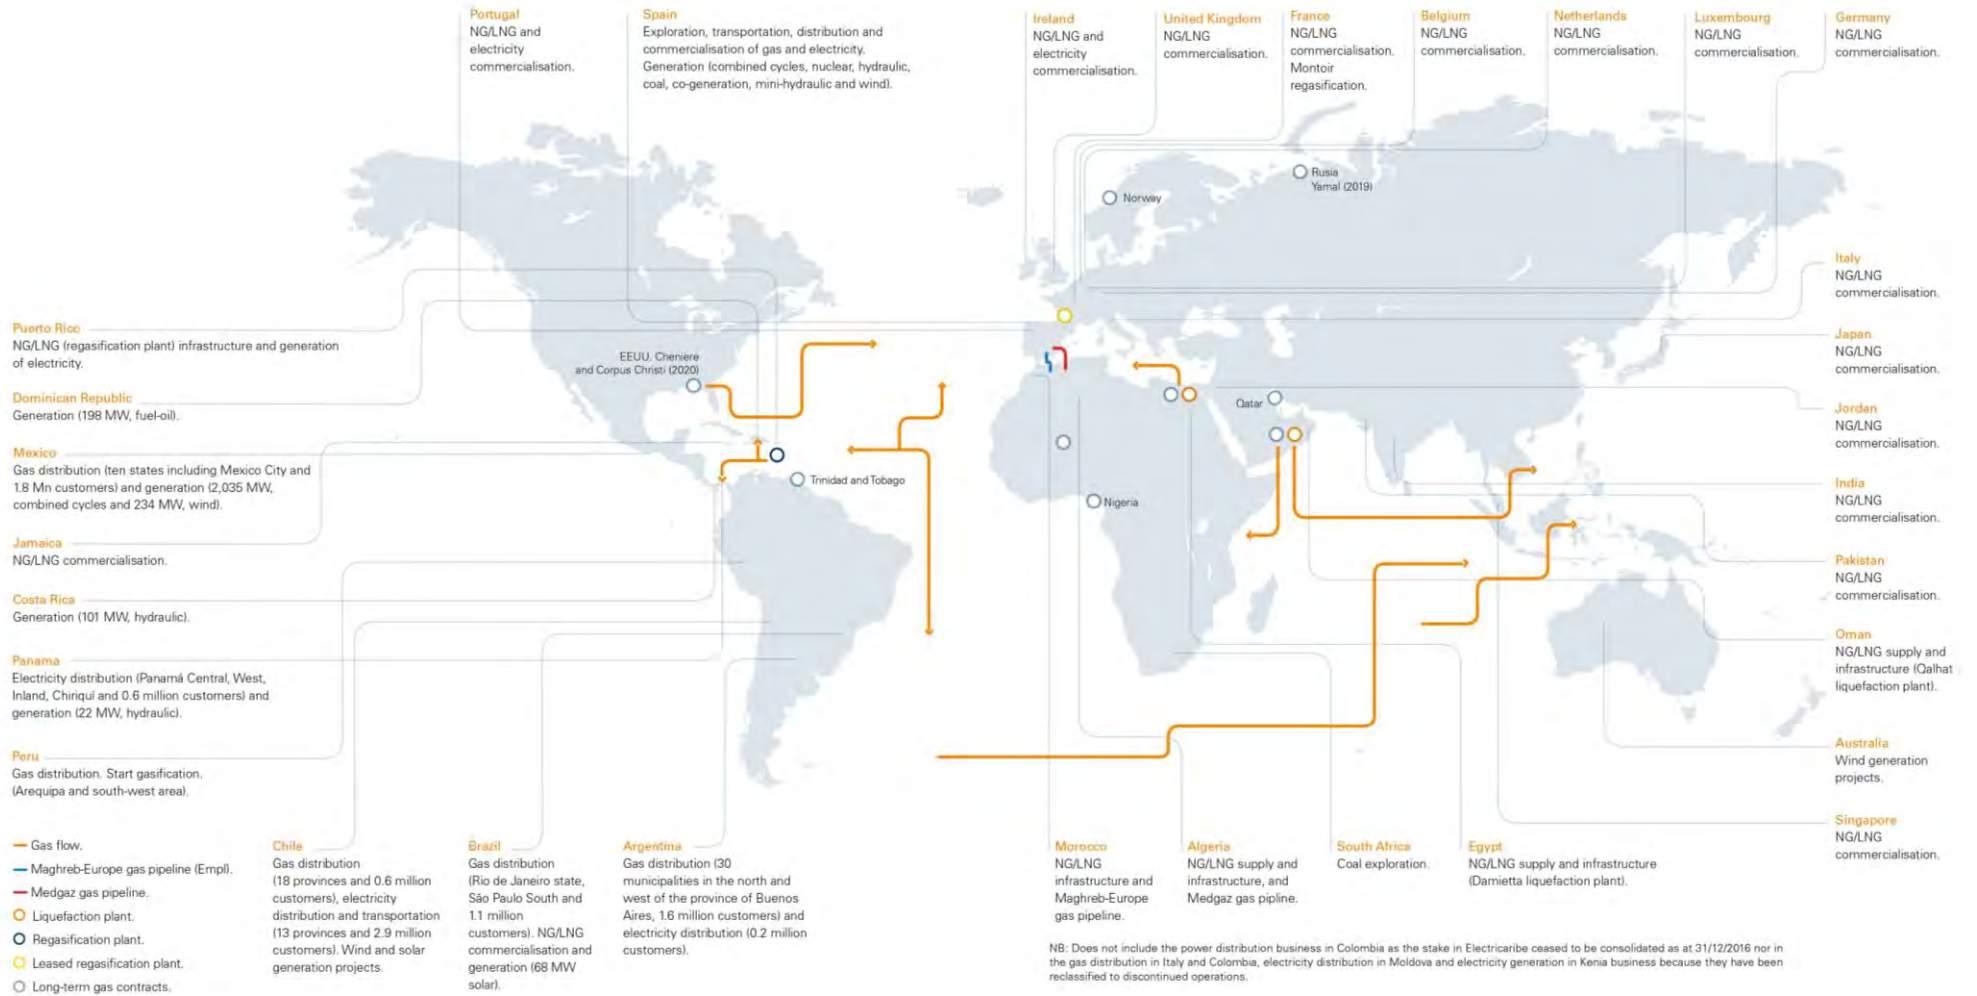 Portugal
NG/LNG and
electricity
commercialisation.
Spain
Exploration, transportation, distribution and
commercialisation of gas and electricity.
Generation (combined cycles, nuclear, hydraulic,
coal, co-generation, mini-hydraulic and wind).
Ireland
NG/LNG and
electricity
commercialisation.
United Kingdom
NG/LNG
commercialisation.
France
NG/LNG
commercialisation.
Montoir
regasification.
Belgium
NG/LNG
commercialisation.
Netherlands
NG/LNG
commercialisation.
Luxembourg
NG/LNG
commercialisation.
Germany
NG/LNG
commercialisation.
Rusia
Yamal (2019)
Norway
Italy
NG/LNG
commercialisation.
Japan
NG/LNG
commercialisation.
Jordan
NG/LNG
commercialisation.
India
NG/LNG
commercialisation.
Pakistan
NG/LNG
commercialisation.
Oman
NG/LNG supply and
infrastructure (Qalhat
liquefaction plant).
Australia
Wind generation
projects.
Singapore
NG/LNG
commercialisation.
Puerto Rico
NG/LNG (regasification plant) infrastructure and generation
of electricity.
Dominican Republic
Generation (198 MW, fuel-oil).
Mexico
Gas distribution (ten states including Mexico City and
1.8 Mn customers) and generation (2,035 MW,
combined cycles and 234 MW, wind).
Jamaica
NG/LNG commercialisation.
Costa Rica
Generation (101 MW, hydraulic).
Panama
Electricity distribution (Panamá Central, West,
Inland, Chiriquí and 0.6 million customers) and
generation (22 MW, hydraulic).
Peru
Gas distribution. Start gasification.
(Arequipa and south-west area).
EEUU. Cheniere
and Corpus Christi (2020)
Trinidad and Tobago
Qatar
Nigeria
Gas flow.
Maghreb-Europe gas pipeline (Empl).
Medgaz gas pipeline.
Liquefaction plant.
Regasification plant.
Leased regasification plant.
Long-term gas contracts.
Chile
Gas distribution
(18 provinces and 0.6 million
customers), electricity
distribution and transportation
(13 provinces and 2.9 million
customers). Wind and solar
generation projects.
Brazil
Gas distribution
(Rio de Janeiro state,
São Paulo South and
1.1 million
customers). NG/LNG
commercialisation and
generation (68 MW
solar).
Argentina
Gas distribution (30
municipalities in the north and
west of the province of Buenos
Aires, 1.6 million customers) and
electricity distribution (0.2 million
customers).
Morocco
NG/LNG
infrastructure and
Maghreb-Europe
gas pipeline.
Algeria
NG/LNG supply and
infrastructure, and
Medgaz gas pipline.
South Africa
Coal exploration.
Egypt
NG/LNG supply and infrastructure
(Damietta liquefaction plant).
NB: Does not include the power distribution business in Colombia as the stake in Electricaribe ceased to be consolidated as at 31/12/2016 nor in
the gas distribution in Italy and Colombia, electricity distribution in Moldova and electricity generation in Kenia business because they have been
reclassified to discontinued operations.